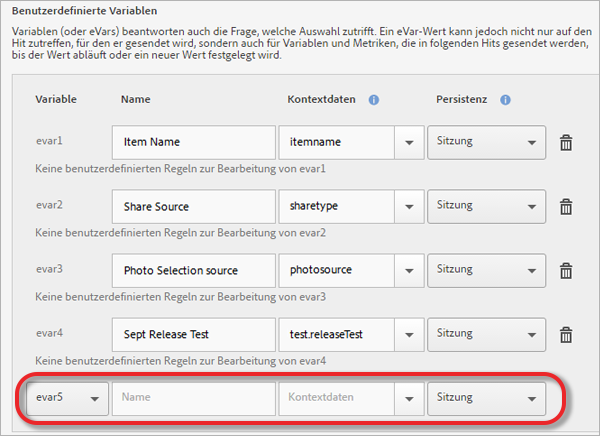 Benutzerdefinierte Variablen
Variablen (oder eVars) beantworten auch die Frage, welche Auswahl zutrifft. Ein eVar-Wert kann jedoch nicht nur auf den
Hit zutreffen, für den er gesendet wird, sondern auch für Variablen und Metriken, die in folgenden Hits gesendet werden,
bis der Wert abläuft oder ein neuer Wert festgelegt wird.
Variable Name Kontextdaten Persistenz
evar1 Item Name itemname Sitzung
Keine benutzerdefinierten Regeln zur Bearbeitung von evar1
evar2 Share Source sharetype Sitzung
Keine benutzerdefinierten Regeln zur Bearbeitung von evar2
evar3 Photo Selection source photosource Sitzung
Keine benutzerdefinierten Regeln zur Bearbeitung von evar3
evar4 Sept Release Test test.releaseTest Sitzung
Keine benutzerdefinierten Regeln zur Bearbeitung von evar4
evar5 Name Kontextdaten Sitzung